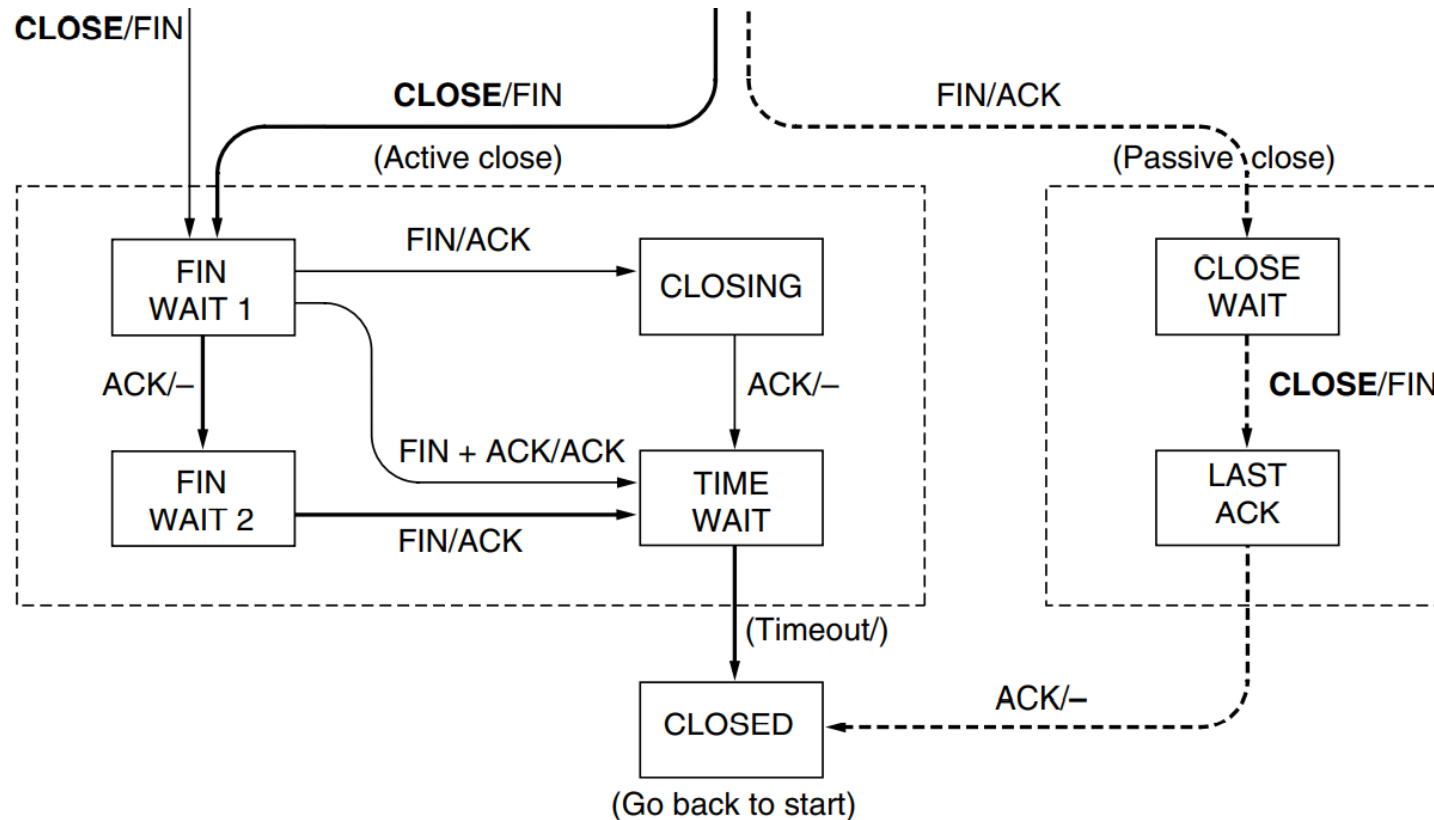 CLOSE/FIN
CLOSE/FIN
FIN/ACK
(Active close)
(Passive close)
FIN/ACK
FIN
WAIT 1
CLOSING
CLOSE
WAIT
ACK/–
ACK/–
CLOSE/FIN
FIN + ACK/ACK
FIN
WAIT 2
TIME
WAIT
LAST
ACK
FIN/ACK
(Timeout/)
ACK/–
CLOSED
(Go back to start)